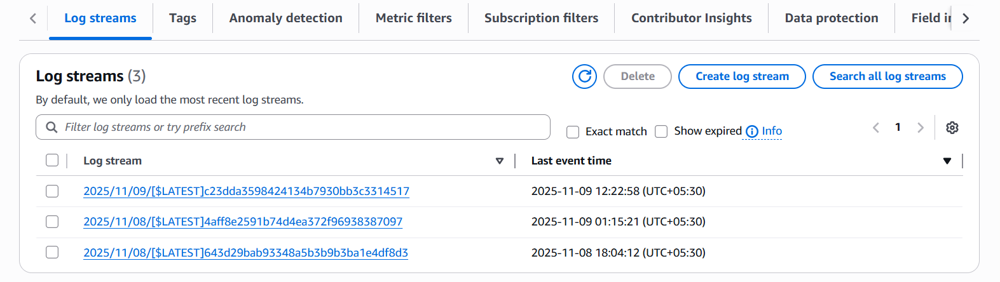 Log streams Tags Anomaly detection Metric filters Subscription filters Contributor Insights Data protection Field in
Log streams (3) Delete Create log stream Search all log streams
By default, we only load the most recent log streams.
Filter log streams or try prefix search Exact match Show expired Info 1
Log stream Last event time
2025/11/09/[$LATEST]c23dda3598424134b7930bb3c3314517 2025-11-09 12:22:58 (UTC+05:30)
2025/11/08/[$LATEST]4aff8e2591b74d4ea372f96938387097 2025-11-09 01:15:21 (UTC+05:30)
2025/11/08/[$LATEST]643d29bab93348a5b3b9b3ba1e4df8d3 2025-11-08 18:04:12 (UTC+05:30)